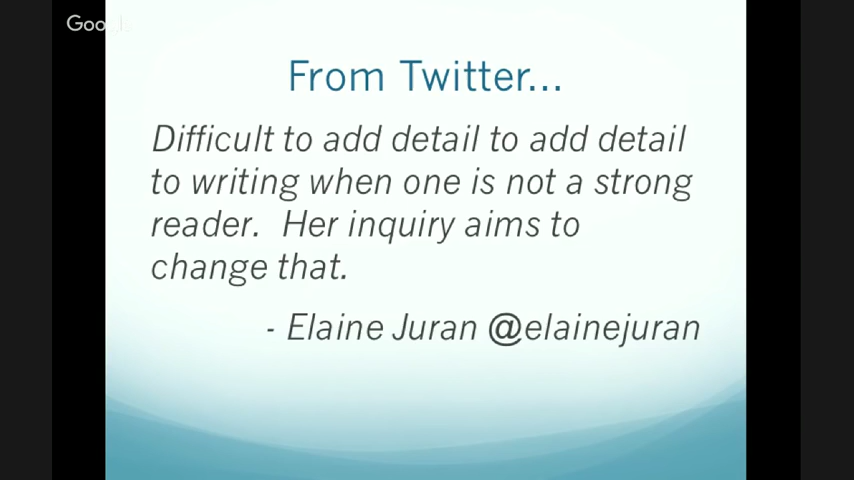 From Twitter...
Difficult to add detail to add detail
to writing when one is not a strong
reader.  Her inquiry aims to
change that.
- Elaine Juran @elainejuran